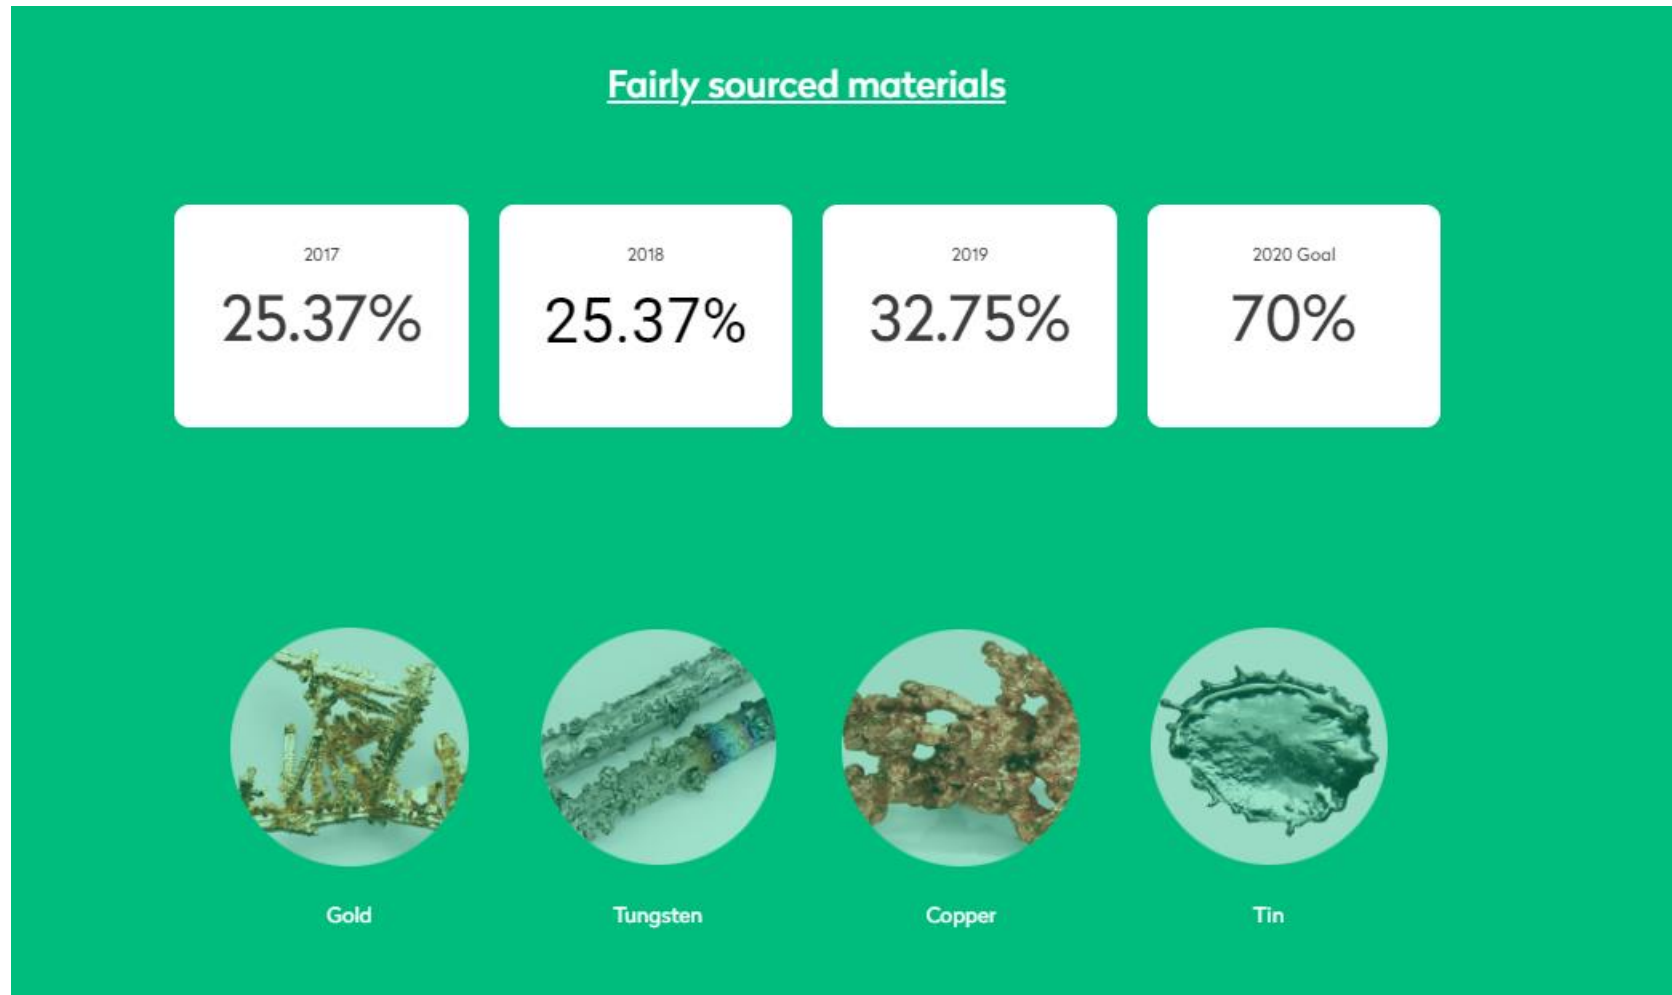 Fairly sourced materials
2017
25.37%
2018
25.37%
2019
32.75%
2020 Goal
70%
Gold
Tungsten
Copper
Tin